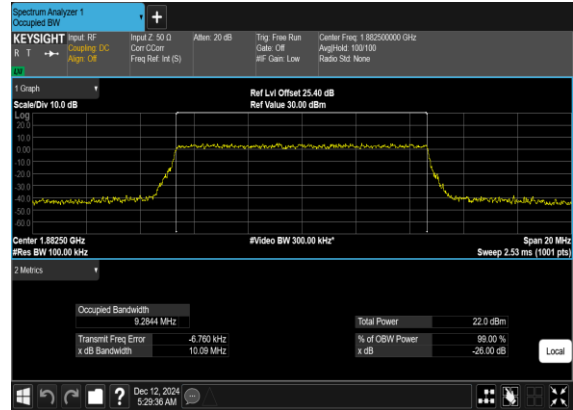 Spectrum Analyzer 1
Occupied BW
+
KEYSIGHT Input: RF Input Z: 50 Ω Atten: 20 dB Trig: Free Run Center Freq: 1.882500000 GHz
R T Coupling: DC Corr CCorr Gate: Off Avg|Hold: 100/100
Align: Off Freq Ref: Int (S) #IF Gain: Low Radio Std: None
1 Graph
Ref Lvl Offset 25.40 dB
Scale/Div 10.0 dB Ref Value 30.00 dBm
Log
20.0
10.0
0.00
-10.0
-20.0
-30.0
-40.0
-50.0
-60.0
Center 1.88250 GHz #Video BW 300.00 kHz* Span 20 MHz
#Res BW 100.00 kHz Sweep 2.53 ms (1001 pts)
2 Metrics
Occupied Bandwidth
9.2844 MHz Total Power 22.0 dBm
Transmit Freq Error -6.760 kHz % of OBW Power 99.00 %
x dB Bandwidth 10.09 MHz x dB -26.00 dB
Local
? Dec 12, 2024
5:29:36 AM